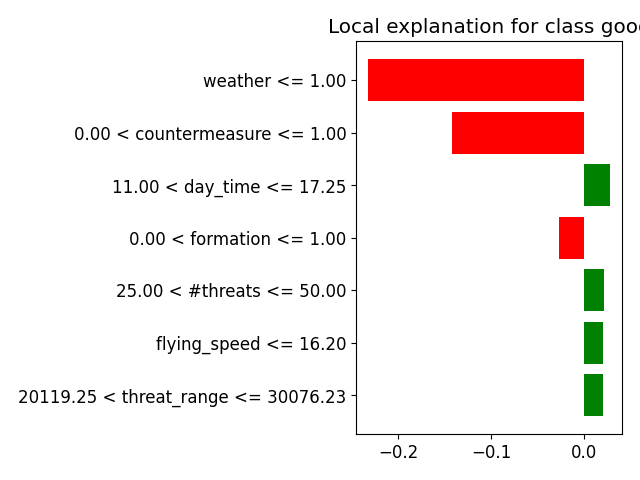 Local explanation for class good
weather <= 1.00
0.00 < countermeasure <= 1.00
11.00 < day_time <= 17.25
0.00 < formation <= 1.00
25.00 < #threats <= 50.00
flying_speed <= 16.20
20119.25 < threat_range <= 30076.23
−0.2 −0.1 0.0